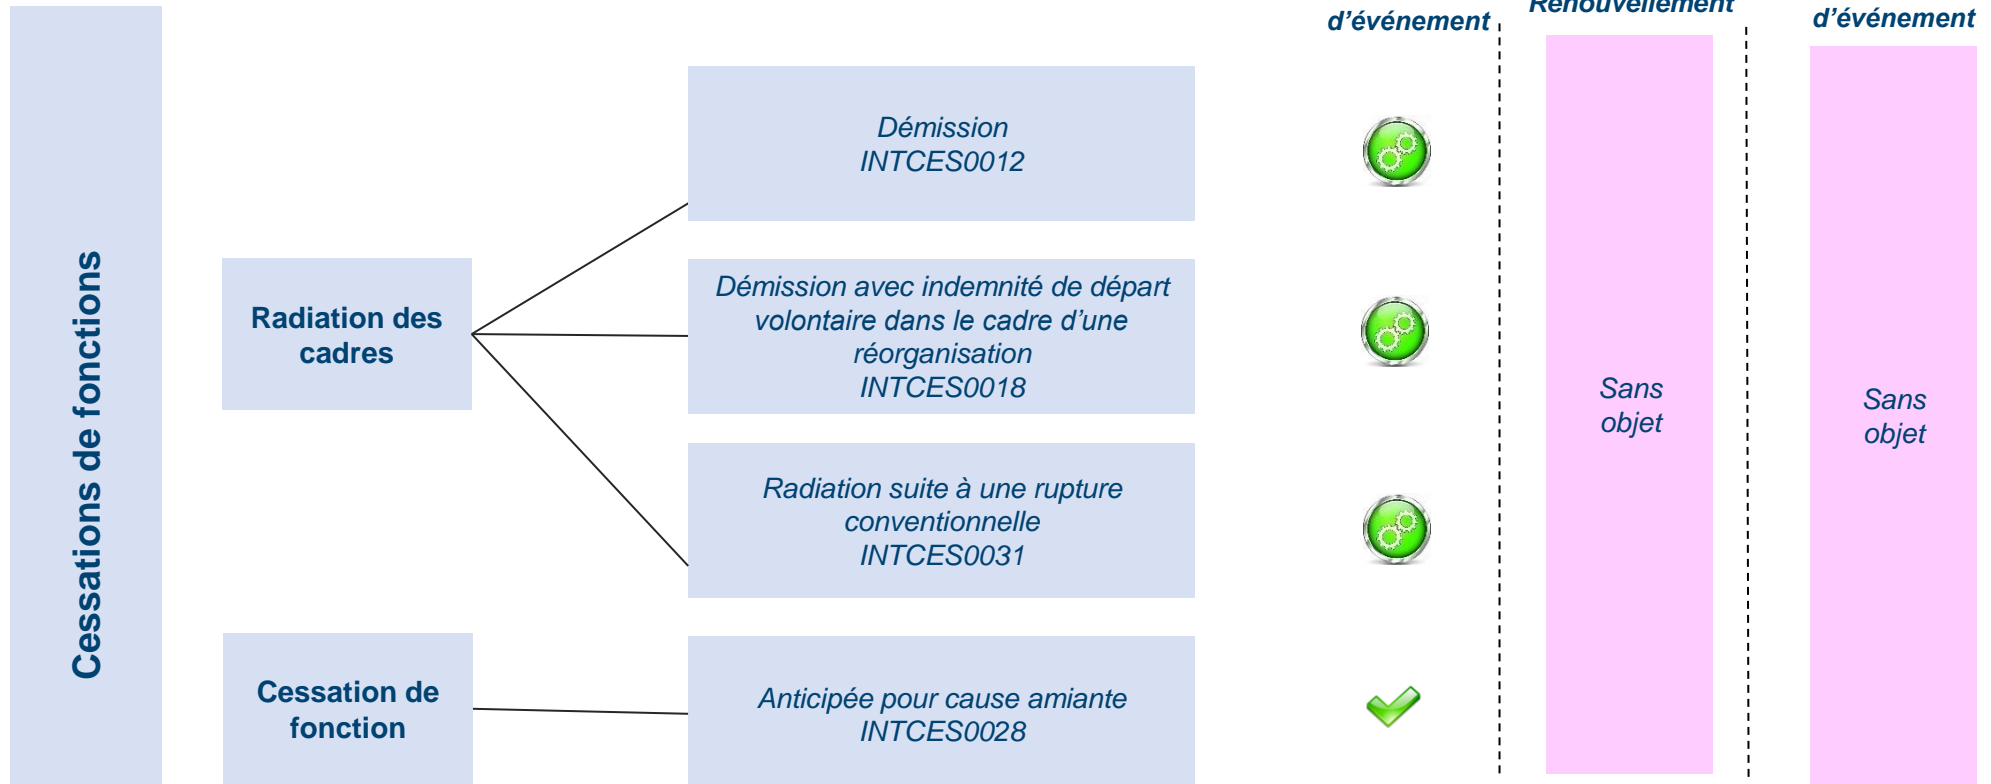 d’événement
Renouvellement
d’événement
Cessations de fonctions
Radiation des
cadres
Démission
INTCES0012
Démission avec indemnité de départ
volontaire dans le cadre d’une
réorganisation
INTCES0018
Radiation suite à une rupture
conventionnelle
INTCES0031
Sans
objet
Sans
objet
Cessation de
fonction
Anticipée pour cause amiante
INTCES0028